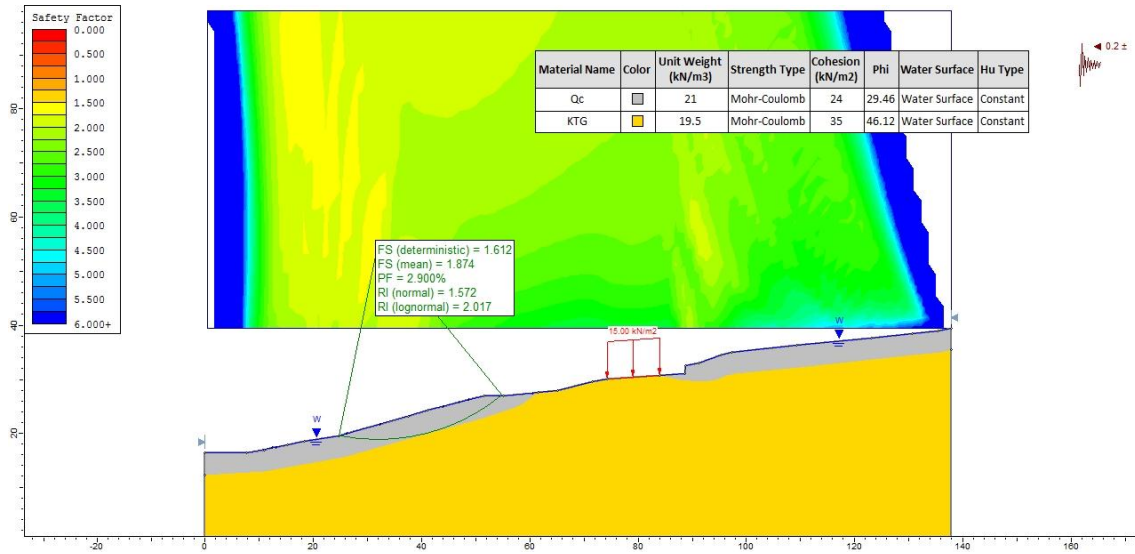 Safety Factor
0.000
0.500
1.000
1.500
2.000
2.500
3.000
3.500
4.000
4.500
5.000
5.500
6.000+
Material Name Color Unit Weight (kN/m3) Strength Type Cohesion (kN/m2) Phi Water Surface Hu Type
Qc 21 Mohr-Coulomb 24 29.46 Water Surface Constant
KTG 19.5 Mohr-Coulomb 35 46.12 Water Surface Constant
0.2
FS (deterministic) = 1.612
FS (mean) = 1.874
PF = 2.900%
RI (normal) = 1.572
RI (lognormal) = 2.017
15.00 kN/m2
W
W
80
60
40
20
-20 0 20 40 60 80 100 120 140 160